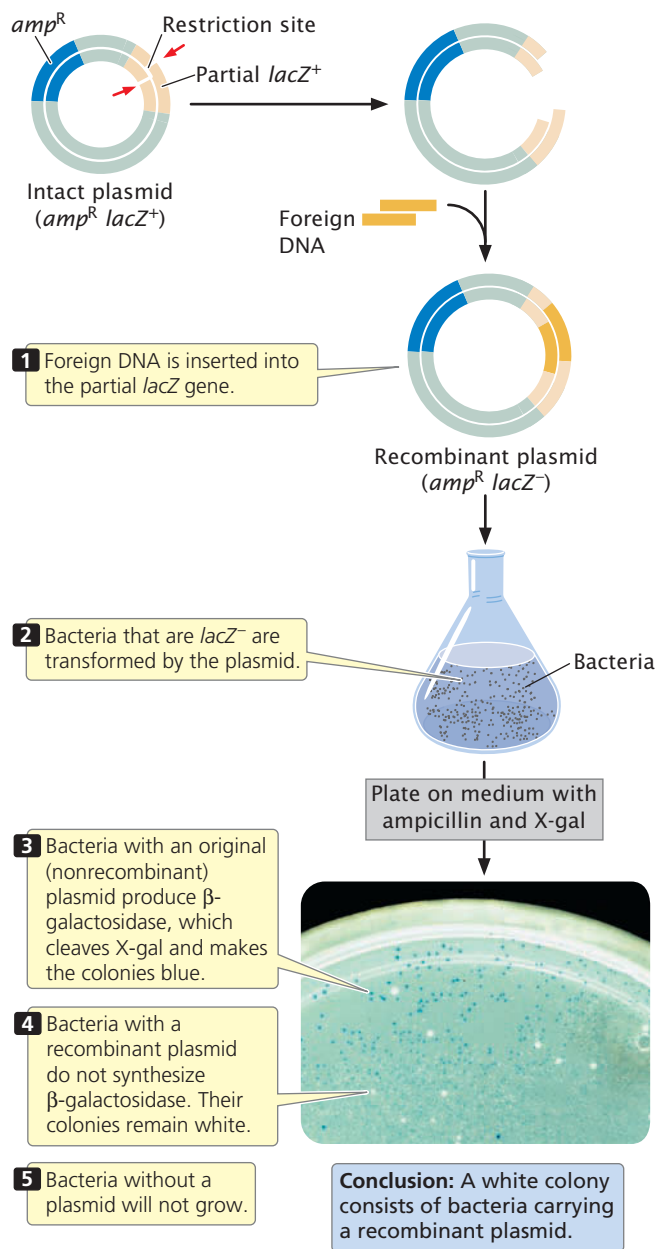 amp^R
Restriction site
Partial lacZ⁺
Intact plasmid
(amp^R lacZ⁺)
Foreign
DNA
1 Foreign DNA is inserted into
the partial lacZ gene.
Recombinant plasmid
(amp^R lacZ⁻)
2 Bacteria that are lacZ⁻ are
transformed by the plasmid.
Bacteria
Plate on medium with
ampicillin and X-gal
3 Bacteria with an original
(nonrecombinant)
plasmid produce β-
galactosidase, which
cleaves X-gal and makes
the colonies blue.
4 Bacteria with a
recombinant plasmid
do not synthesize
β-galactosidase. Their
colonies remain white.
5 Bacteria without a
plasmid will not grow.
Conclusion: A white colony
consists of bacteria carrying
a recombinant plasmid.